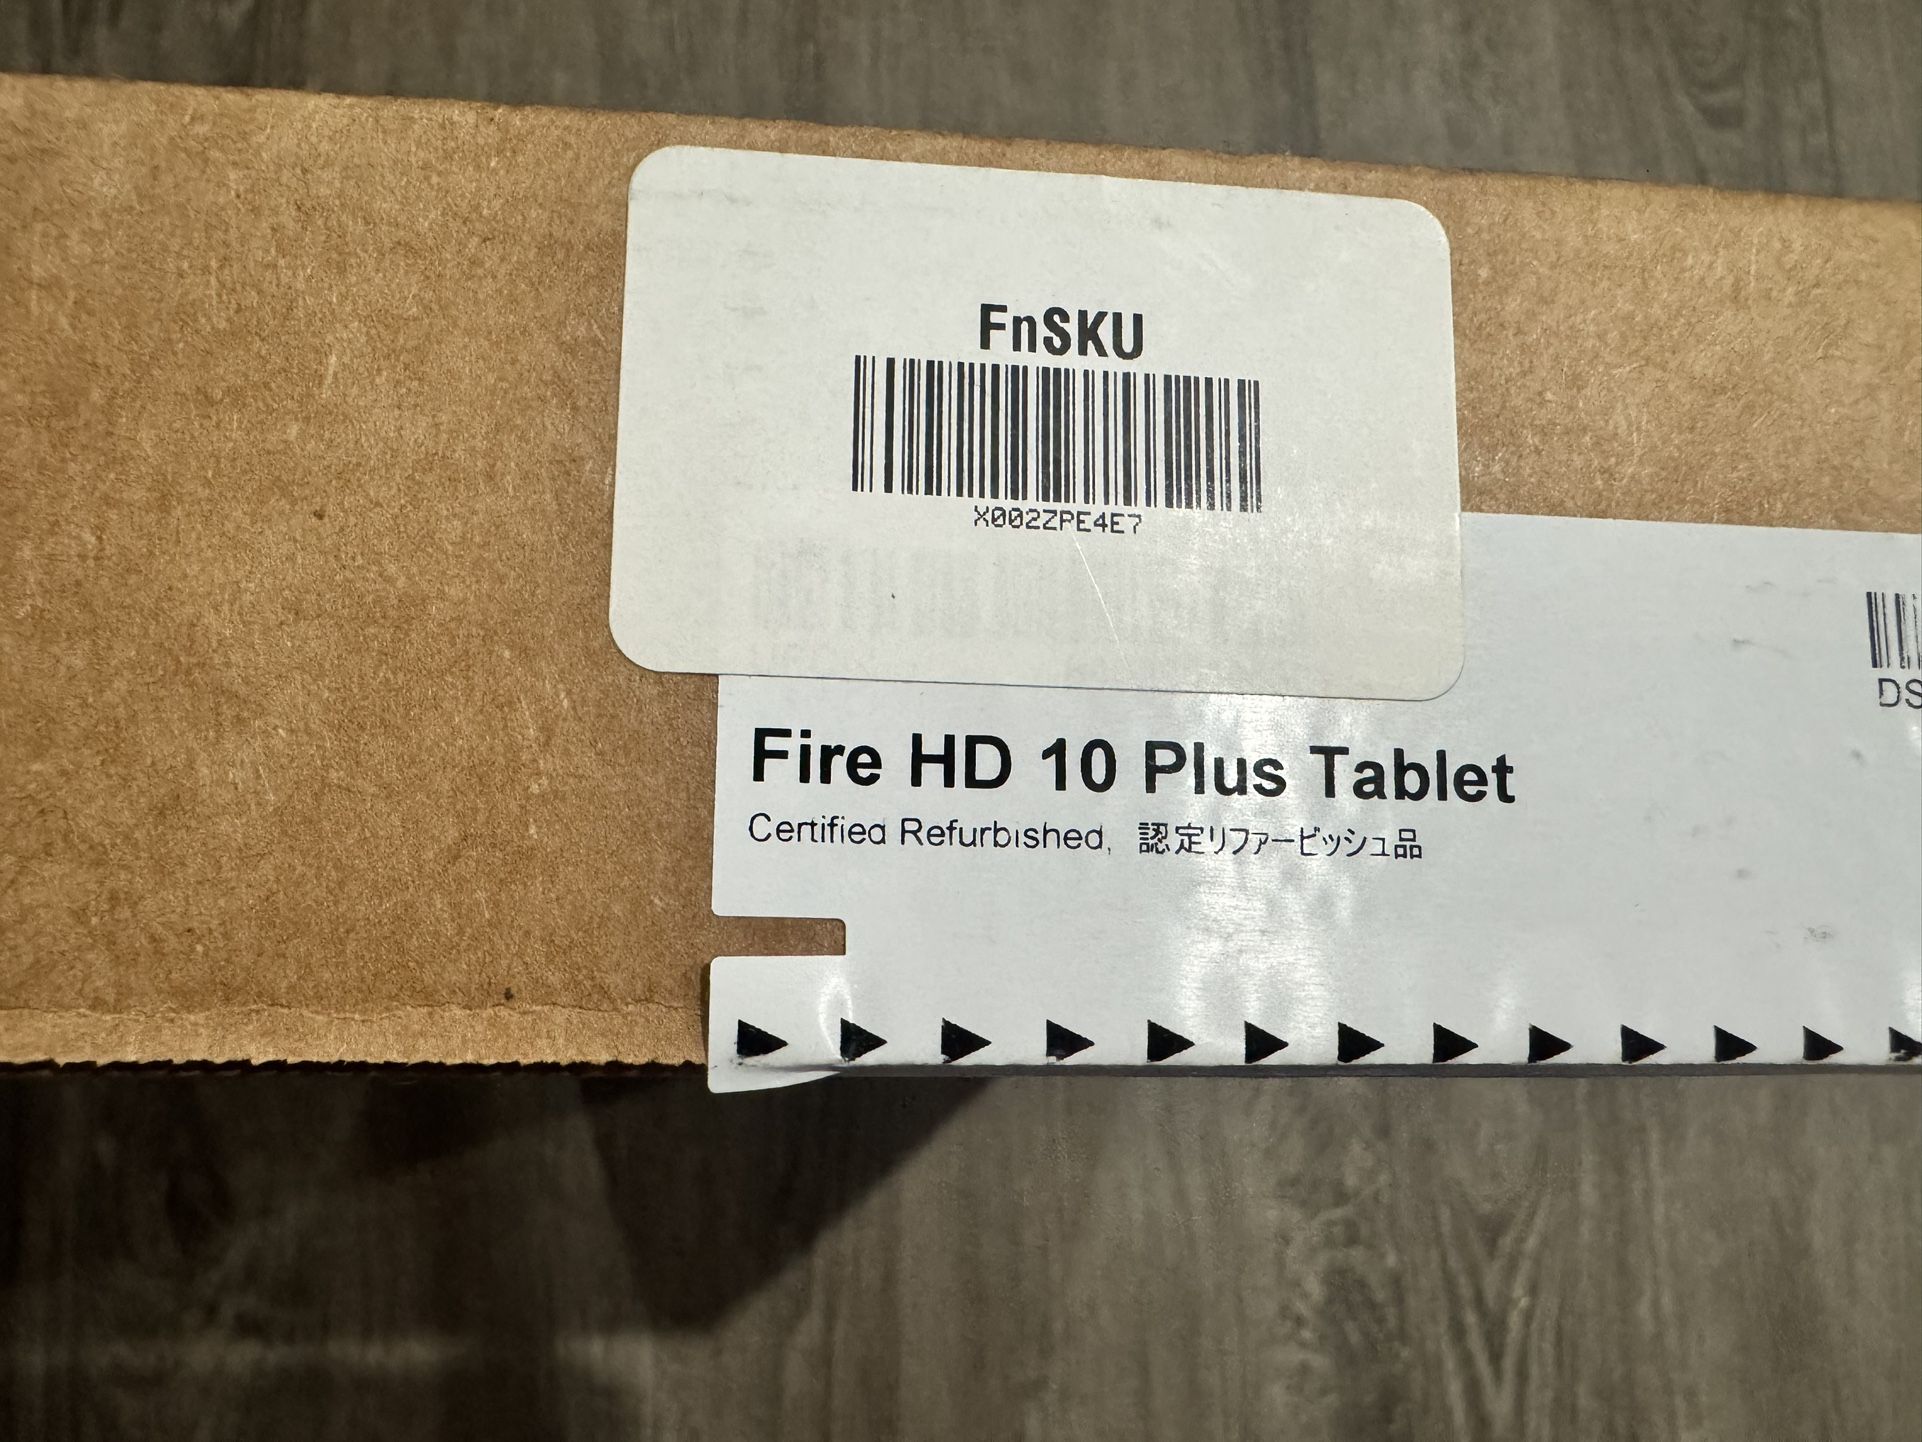 FnSKU
X002ZPE4E7
DS
Fire HD 10 Plus Tablet
Certified Refurbished, 認定リファービッシュ品